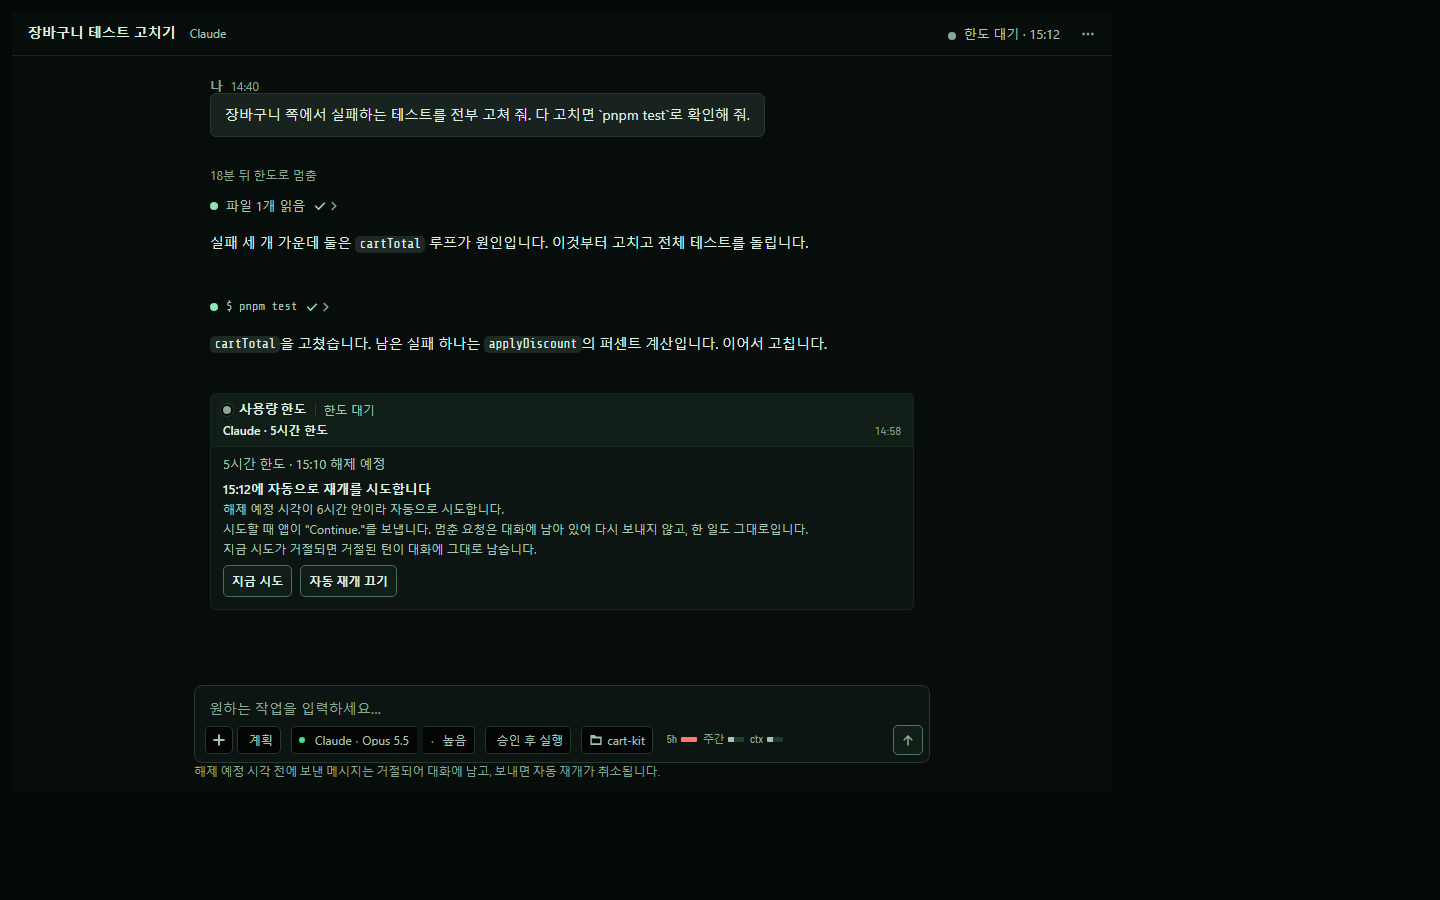 장바구니 테스트 고치기 Claude
한도 대기 · 15:12
나 14:40
장바구니 쪽에서 실패하는 테스트를 전부 고쳐 줘. 다 고치면 `pnpm test`로 확인해 줘.
18분 뒤 한도로 멈춤
파일 1개 읽음
실패 세 개 가운데 둘은 cartTotal 루프가 원인입니다. 이것부터 고치고 전체 테스트를 돌립니다.
$ pnpm test
cartTotal을 고쳤습니다. 남은 실패 하나는 applyDiscount의 퍼센트 계산입니다. 이어서 고칩니다.
사용량 한도 한도 대기
Claude · 5시간 한도
14:58
5시간 한도 · 15:10 해제 예정
15:12에 자동으로 재개를 시도합니다
해제 예정 시각이 6시간 안이라 자동으로 시도합니다.
시도할 때 앱이 "Continue."를 보냅니다. 멈춘 요청은 대화에 남아 있어 다시 보내지 않고, 한 일도 그대로입니다.
지금 시도가 거절되면 거절된 턴이 대화에 그대로 남습니다.
지금 시도 자동 재개 끄기
원하는 작업을 입력하세요...
계획 Claude · Opus 5.5 · 높음 승인 후 실행 cart-kit 5h 주간 ctx
해제 예정 시각 전에 보낸 메시지는 거절되어 대화에 남고, 보내면 자동 재개가 취소됩니다.